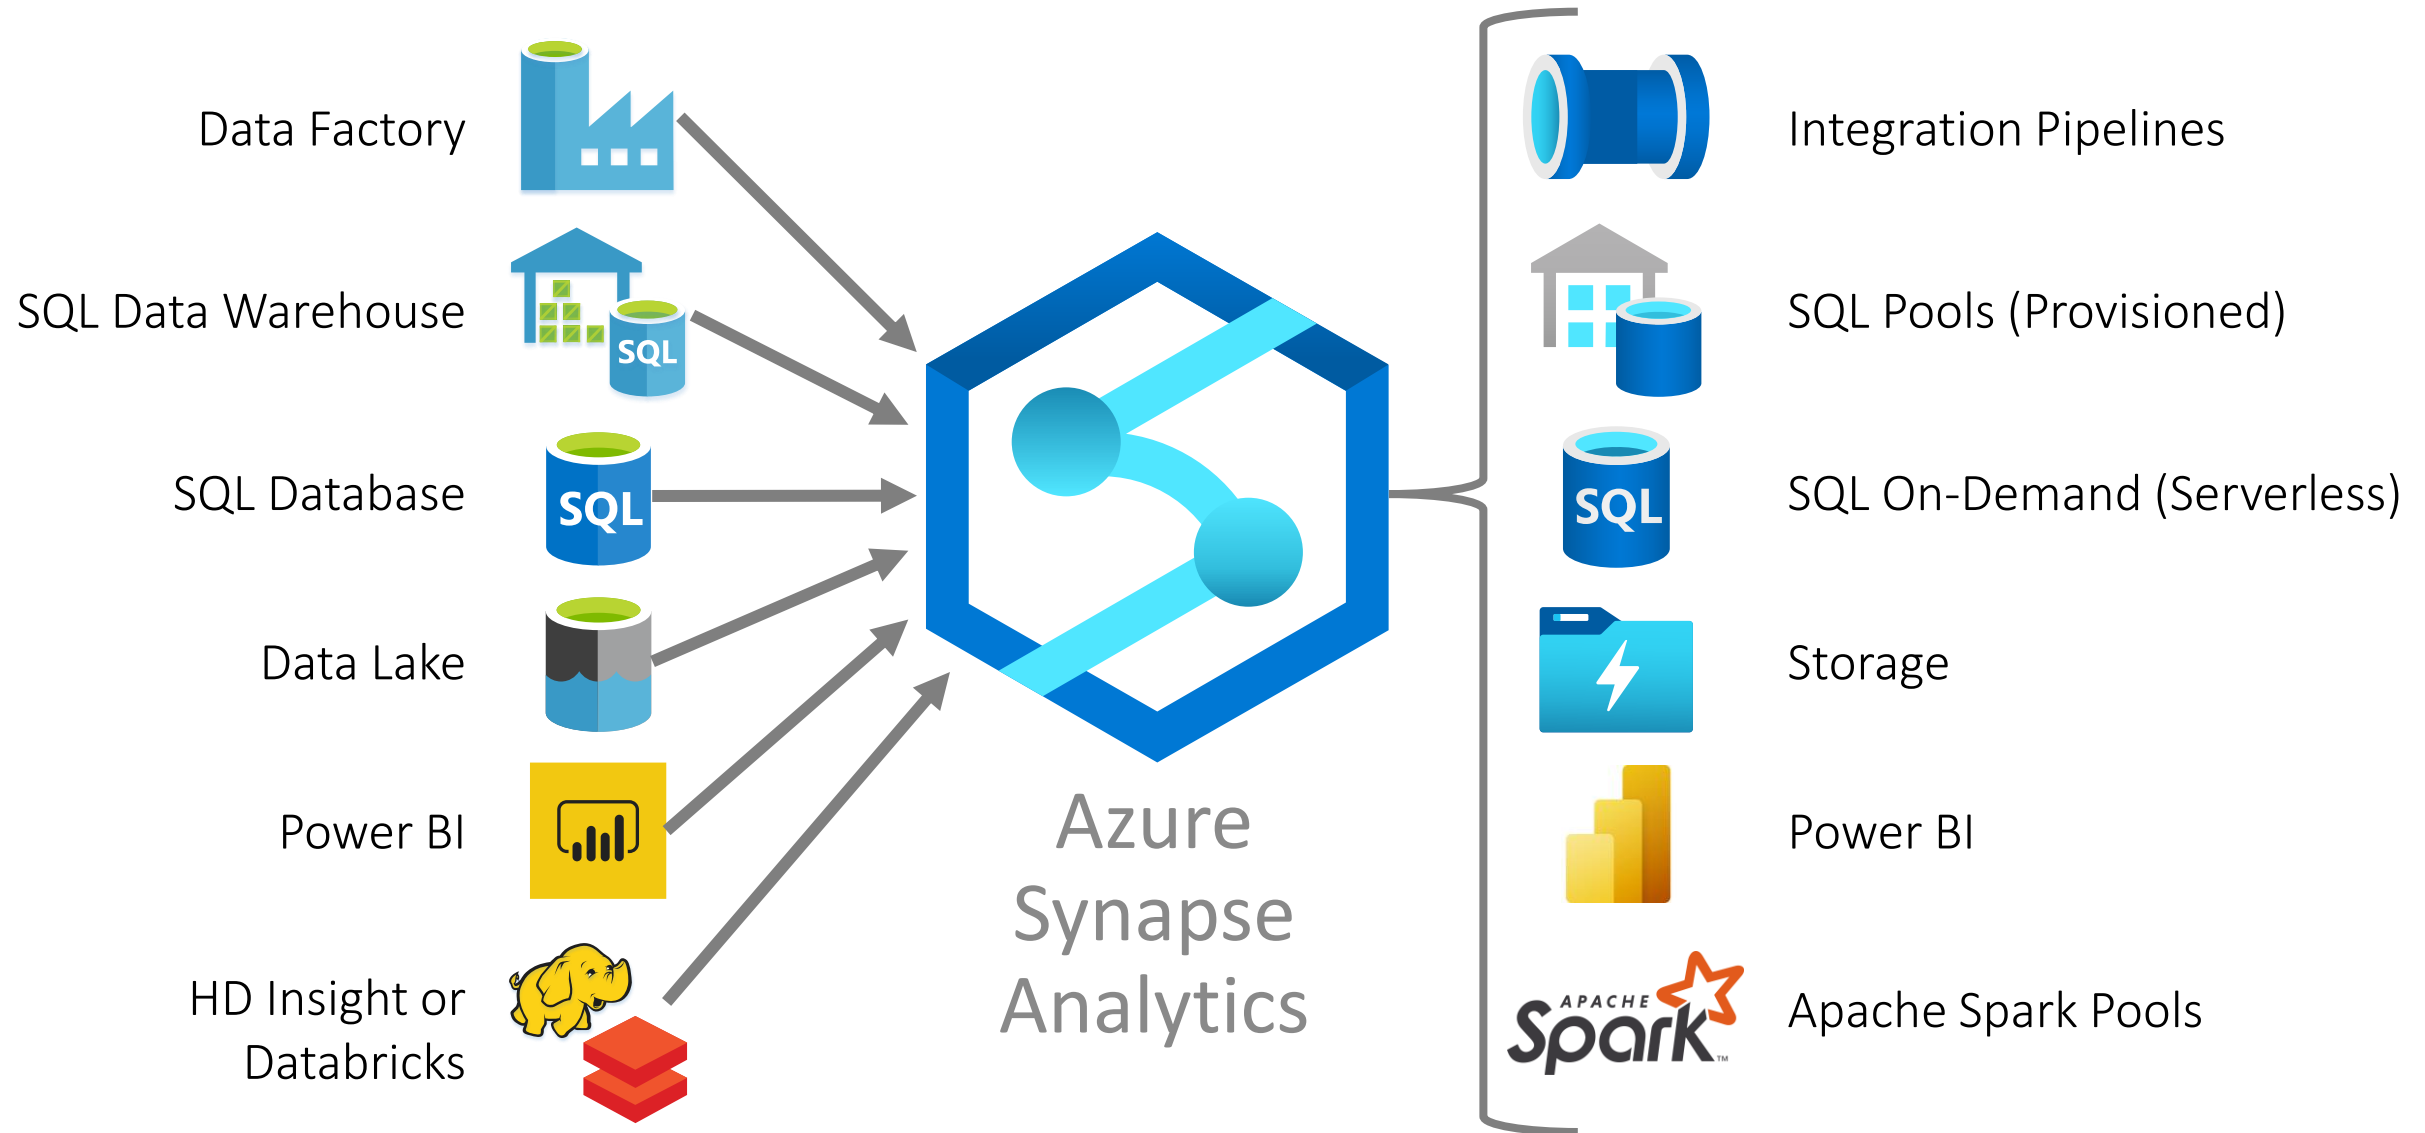 Data Factory
SQL Data Warehouse
SQL
SQL Database
SQL
Data Lake
Power BI
HD Insight or
Databricks
Azure
Synapse
Analytics
Integration Pipelines
SQL Pools (Provisioned)
SQL On-Demand (Serverless)
SQL
Storage
Power BI
APACHE
Spark™
Apache Spark Pools